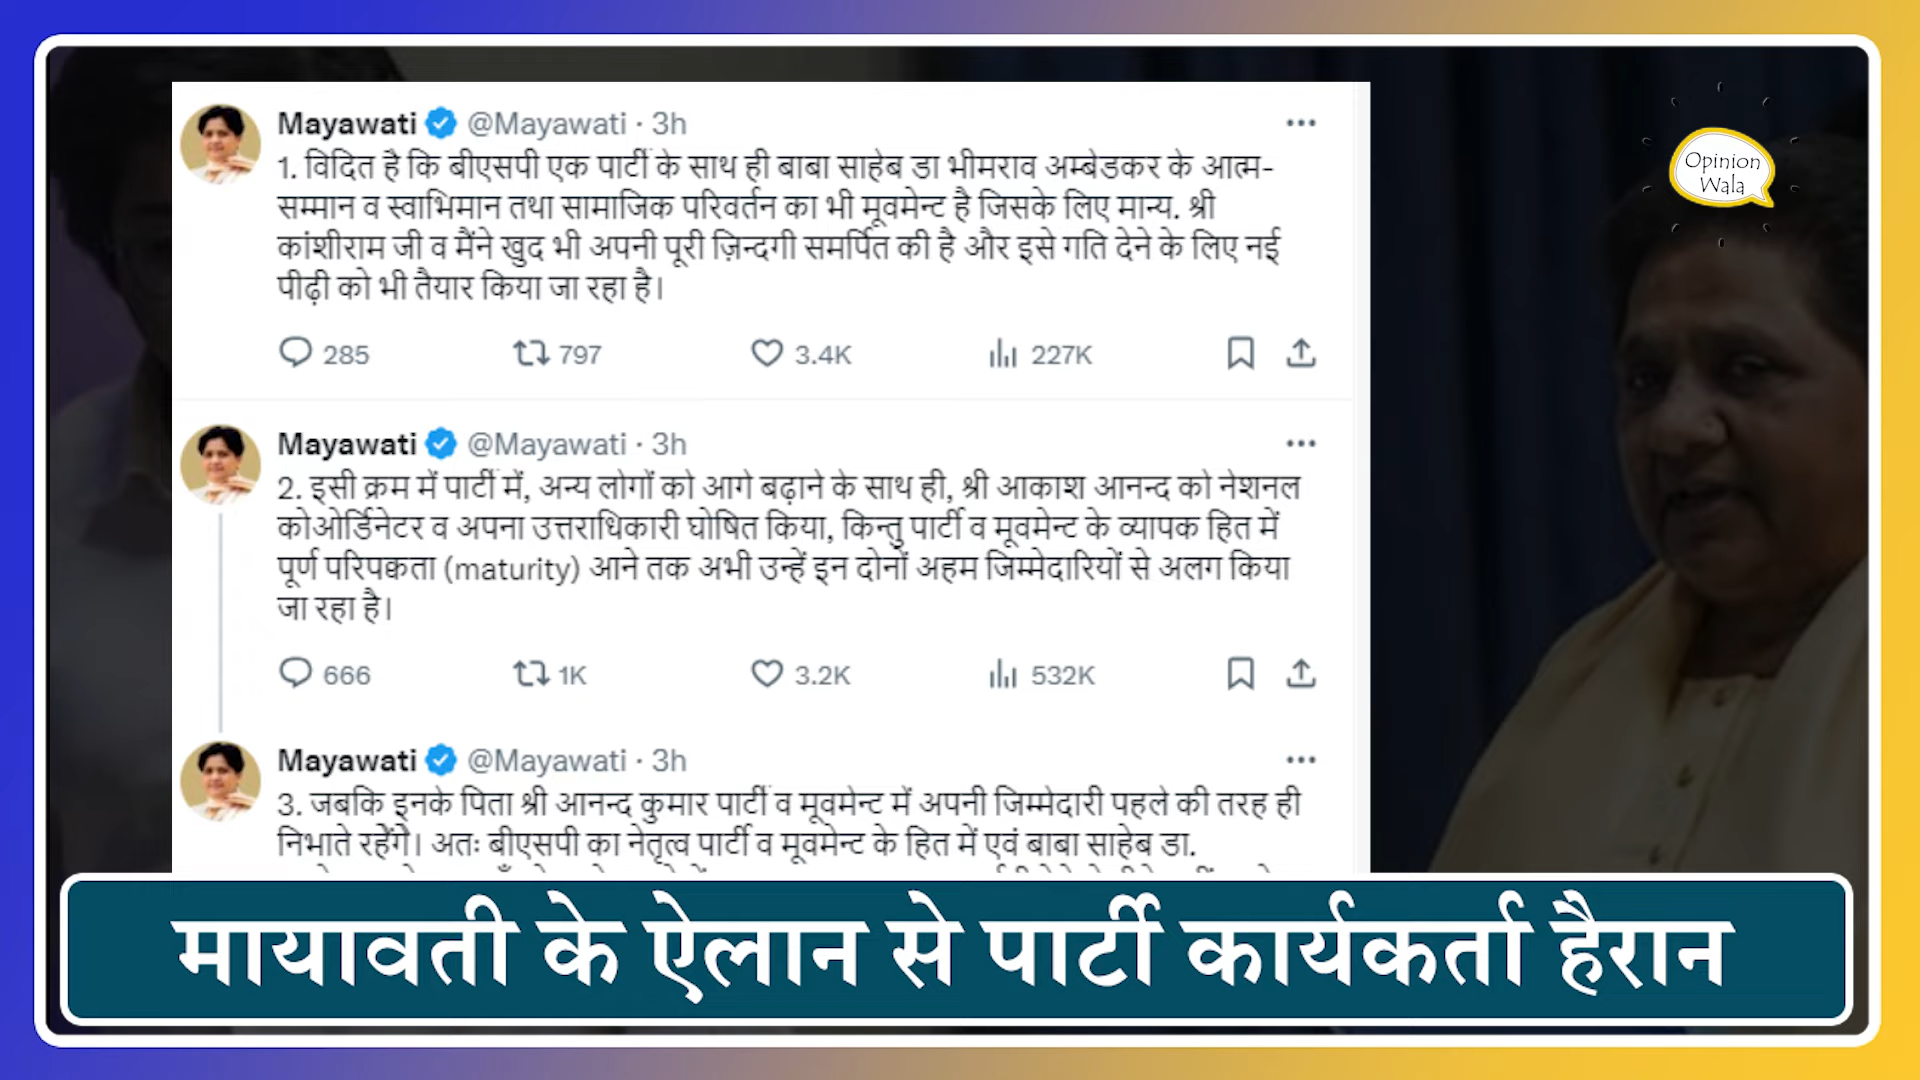 Mayawati @Mayawati · 3h
1. विदित है कि बीएसपी एक पार्टी के साथ ही बाबा साहेब डा भीमराव अम्बेडकर के आत्म-
सम्मान व स्वाभिमान तथा सामाजिक परिवर्तन का भी मूवमेन्ट है जिसके लिए मान्य. श्री
कांशीराम जी व मैंने खुद भी अपनी पूरी ज़िन्दगी समर्पित की है और इसे गति देने के लिए नई
पीढ़ी को भी तैयार किया जा रहा है।
285 797 3.4K 227K
Mayawati @Mayawati · 3h
2. इसी क्रम में पार्टी में, अन्य लोगों को आगे बढ़ाने के साथ ही, श्री आकाश आनन्द को नेशनल
कोओर्डिनेटर व अपना उत्तराधिकारी घोषित किया, किन्तु पार्टी व मूवमेन्ट के व्यापक हित में
पूर्ण परिपक्वता (maturity) आने तक अभी उन्हें इन दोनों अहम जिम्मेदारियों से अलग किया
जा रहा है।
666 1K 3.2K 532K
Mayawati @Mayawati · 3h
3. जबकि इनके पिता श्री आनन्द कुमार पार्टी व मूवमेन्ट में अपनी जिम्मेदारी पहले की तरह ही
निभाते रहेंगे। अतः बीएसपी का नेतृत्व पार्टी व मूवमेन्ट के हित में एवं बाबा साहेब डा.
मायावती के ऐलान से पार्टी कार्यकर्ता हैरान
Opinion
Wala